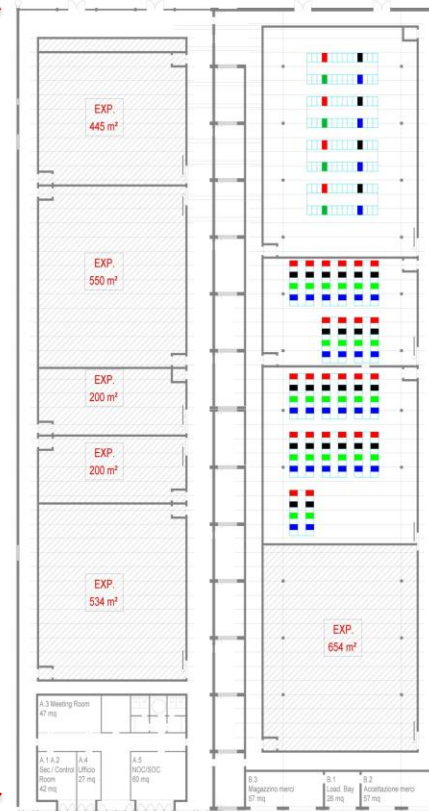 EXP.
445 m²
EXP.
550 m²
EXP.
200 m²
EXP.
200 m²
EXP.
534 m²
EXP.
654 m²
A.3 Meeting Room
47 mq
A.1 A.2
Sec./ Control
Room
42 mq
A.4
Ufficio
27 mq
A.5
NOC/SOC
60 mq
B.3
Magazzino merci
67 mq
B.1
Load. Bay
26 mq
B.2
Accettazione merci
57 mq